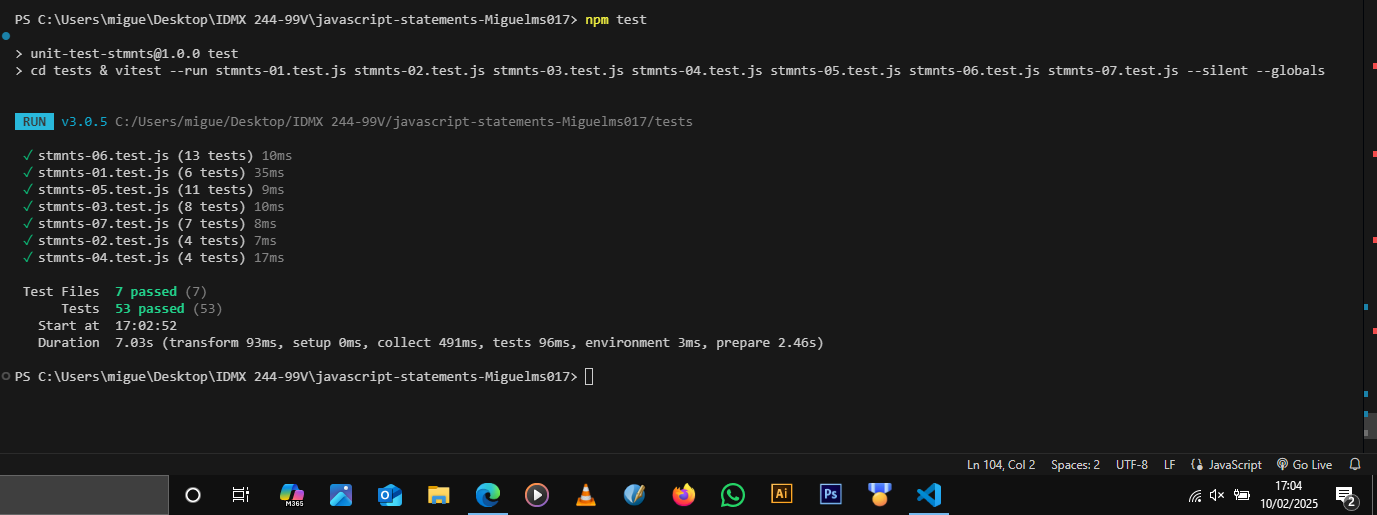 PS C:\Users\migue\Desktop\IDMX 244-99V\javascript-statements-Miguelms017> npm test
> unit-test-stmnts@1.0.0 test
> cd tests & vitest --run stmnts-01.test.js stmnts-02.test.js stmnts-03.test.js stmnts-04.test.js stmnts-05.test.js stmnts-06.test.js stmnts-07.test.js --silent --globals
RUN v3.0.5 C:/Users/migue/Desktop/IDMX 244-99V/javascript-statements-Miguelms017/tests
✓ stmnts-06.test.js (13 tests) 10ms
✓ stmnts-01.test.js (6 tests) 35ms
✓ stmnts-05.test.js (11 tests) 9ms
✓ stmnts-03.test.js (8 tests) 10ms
✓ stmnts-07.test.js (7 tests) 8ms
✓ stmnts-02.test.js (4 tests) 7ms
✓ stmnts-04.test.js (4 tests) 17ms
Test Files 7 passed (7)
Tests 53 passed (53)
Start at 17:02:52
Duration 7.03s (transform 93ms, setup 0ms, collect 491ms, tests 96ms, environment 3ms, prepare 2.46s)
PS C:\Users\migue\Desktop\IDMX 244-99V\javascript-statements-Miguelms017>
Ln 104, Col 2 Spaces: 2 UTF-8 LF JavaScript Go Live
M365
Ai
Ps
17:04
10/02/2025
2